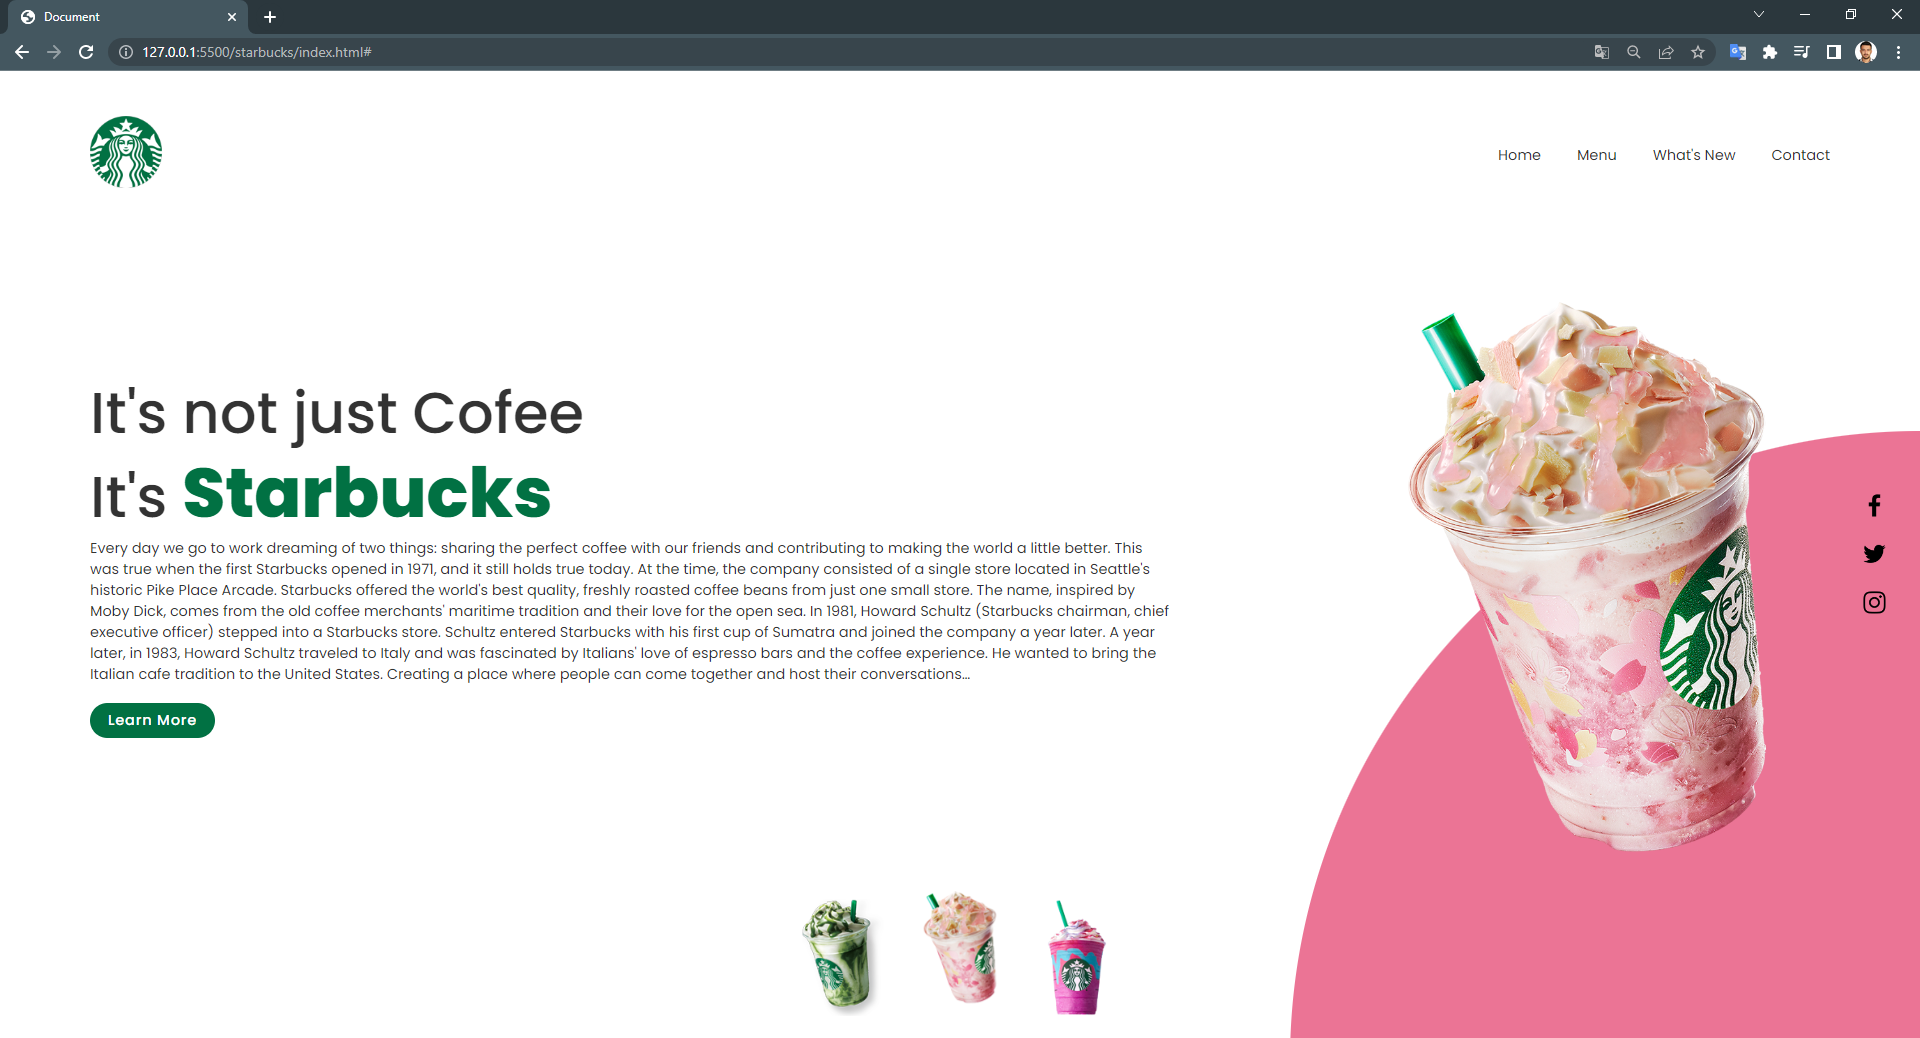 Document
127.0.0.1:5500/starbucks/index.html#
Home Menu What's New Contact
It's not just Cofee
It's Starbucks
Every day we go to work dreaming of two things: sharing the perfect coffee with our friends and contributing to making the world a little better. This
was true when the first Starbucks opened in 1971, and it still holds true today. At the time, the company consisted of a single store located in Seattle's
historic Pike Place Arcade. Starbucks offered the world's best quality, freshly roasted coffee beans from just one small store. The name, inspired by
Moby Dick, comes from the old coffee merchants' maritime tradition and their love for the open sea. In 1981, Howard Schultz (Starbucks chairman, chief
executive officer) stepped into a Starbucks store. Schultz entered Starbucks with his first cup of Sumatra and joined the company a year later. A year
later, in 1983, Howard Schultz traveled to Italy and was fascinated by Italians' love of espresso bars and the coffee experience. He wanted to bring the
Italian cafe tradition to the United States. Creating a place where people can come together and host their conversations...
Learn More